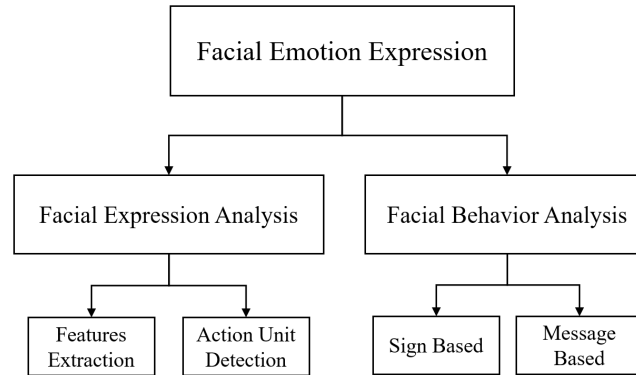 Facial Emotion Expression
Facial Expression Analysis
Facial Behavior Analysis
Features
Extraction
Action Unit
Detection
Sign Based
Message
Based